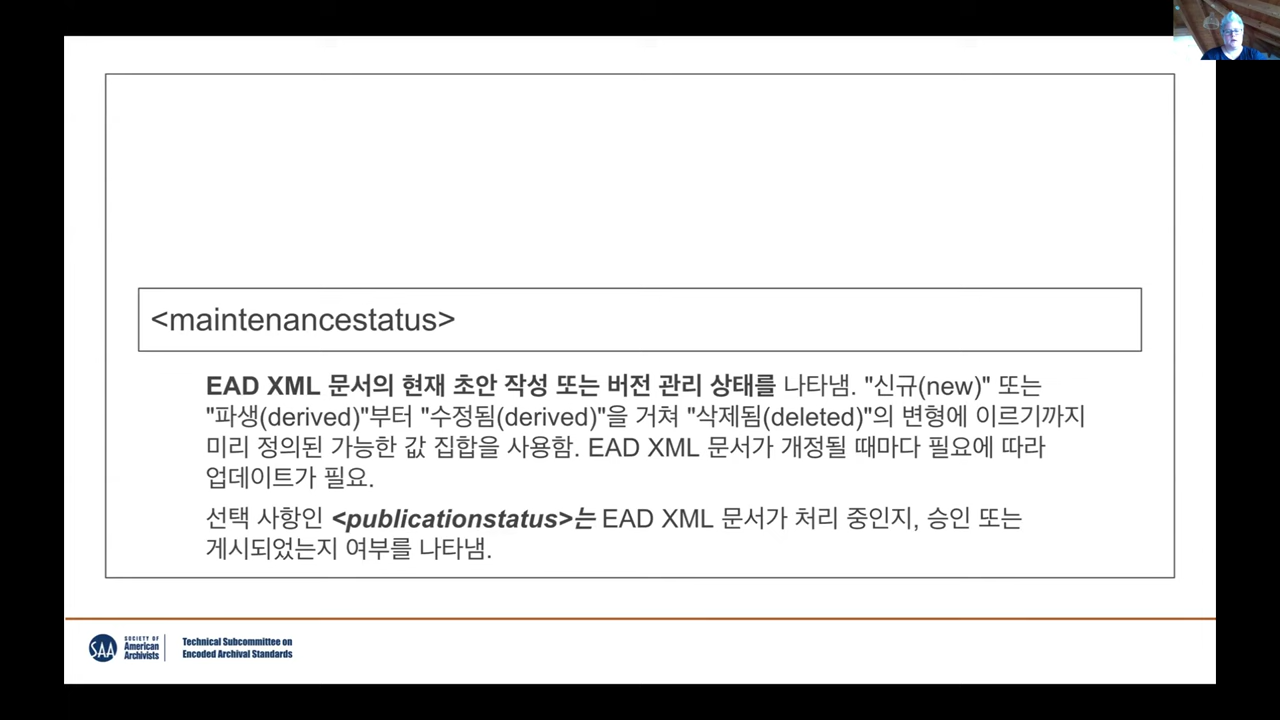 <maintenancestatus>
EAD XML 문서의 현재 초안 작성 또는 버전 관리 상태를 나타냄. "신규(new)" 또는
"파생(derived)"부터 "수정됨(derived)"을 거쳐 "삭제됨(deleted)"의 변형에 이르기까지
미리 정의된 가능한 값 집합을 사용함. EAD XML 문서가 개정될 때마다 필요에 따라
업데이트가 필요.
선택 사항인 <publicationstatus>는 EAD XML 문서가 처리 중인지, 승인 또는
게시되었는지 여부를 나타냄.
SAA
SOCIETY OF
American
Archivists
Technical Subcommittee on
Encoded Archival Standards